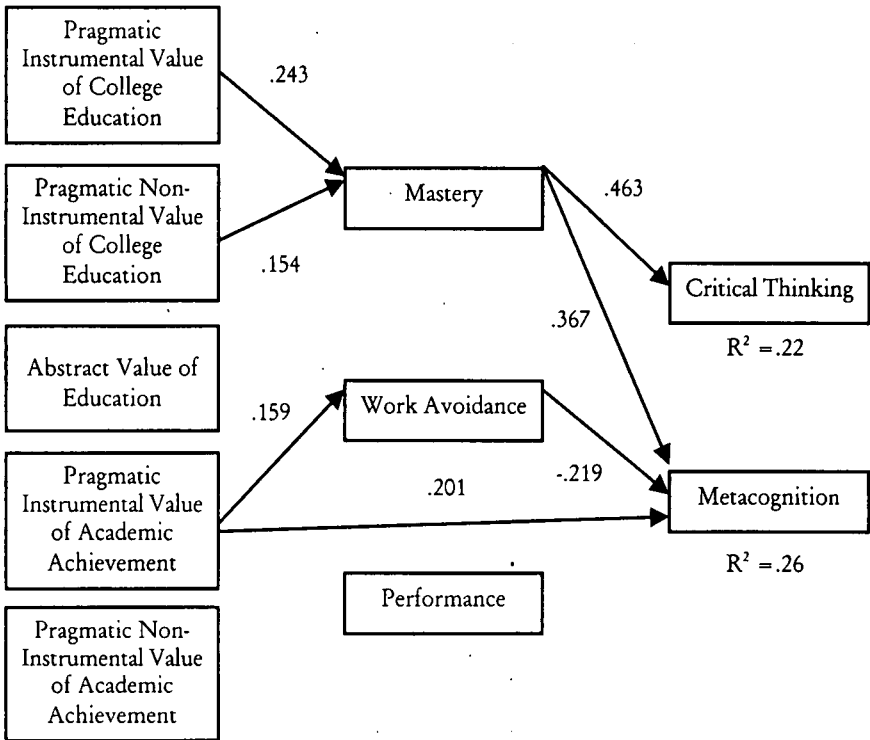 Pragmatic
Instrumental Value
of College
Education
.243
Pragmatic Non-
Instrumental Value
of College
Education
.154
Mastery
.463
Critical Thinking
R² =.22
.367
Abstract Value of
Education
.159
Work Avoidance
-.219
.201
Pragmatic
Instrumental Value
of Academic
Achievement
Metacognition
R² =.26
Performance
Pragmatic Non-
Instrumental Value
of Academic
Achievement